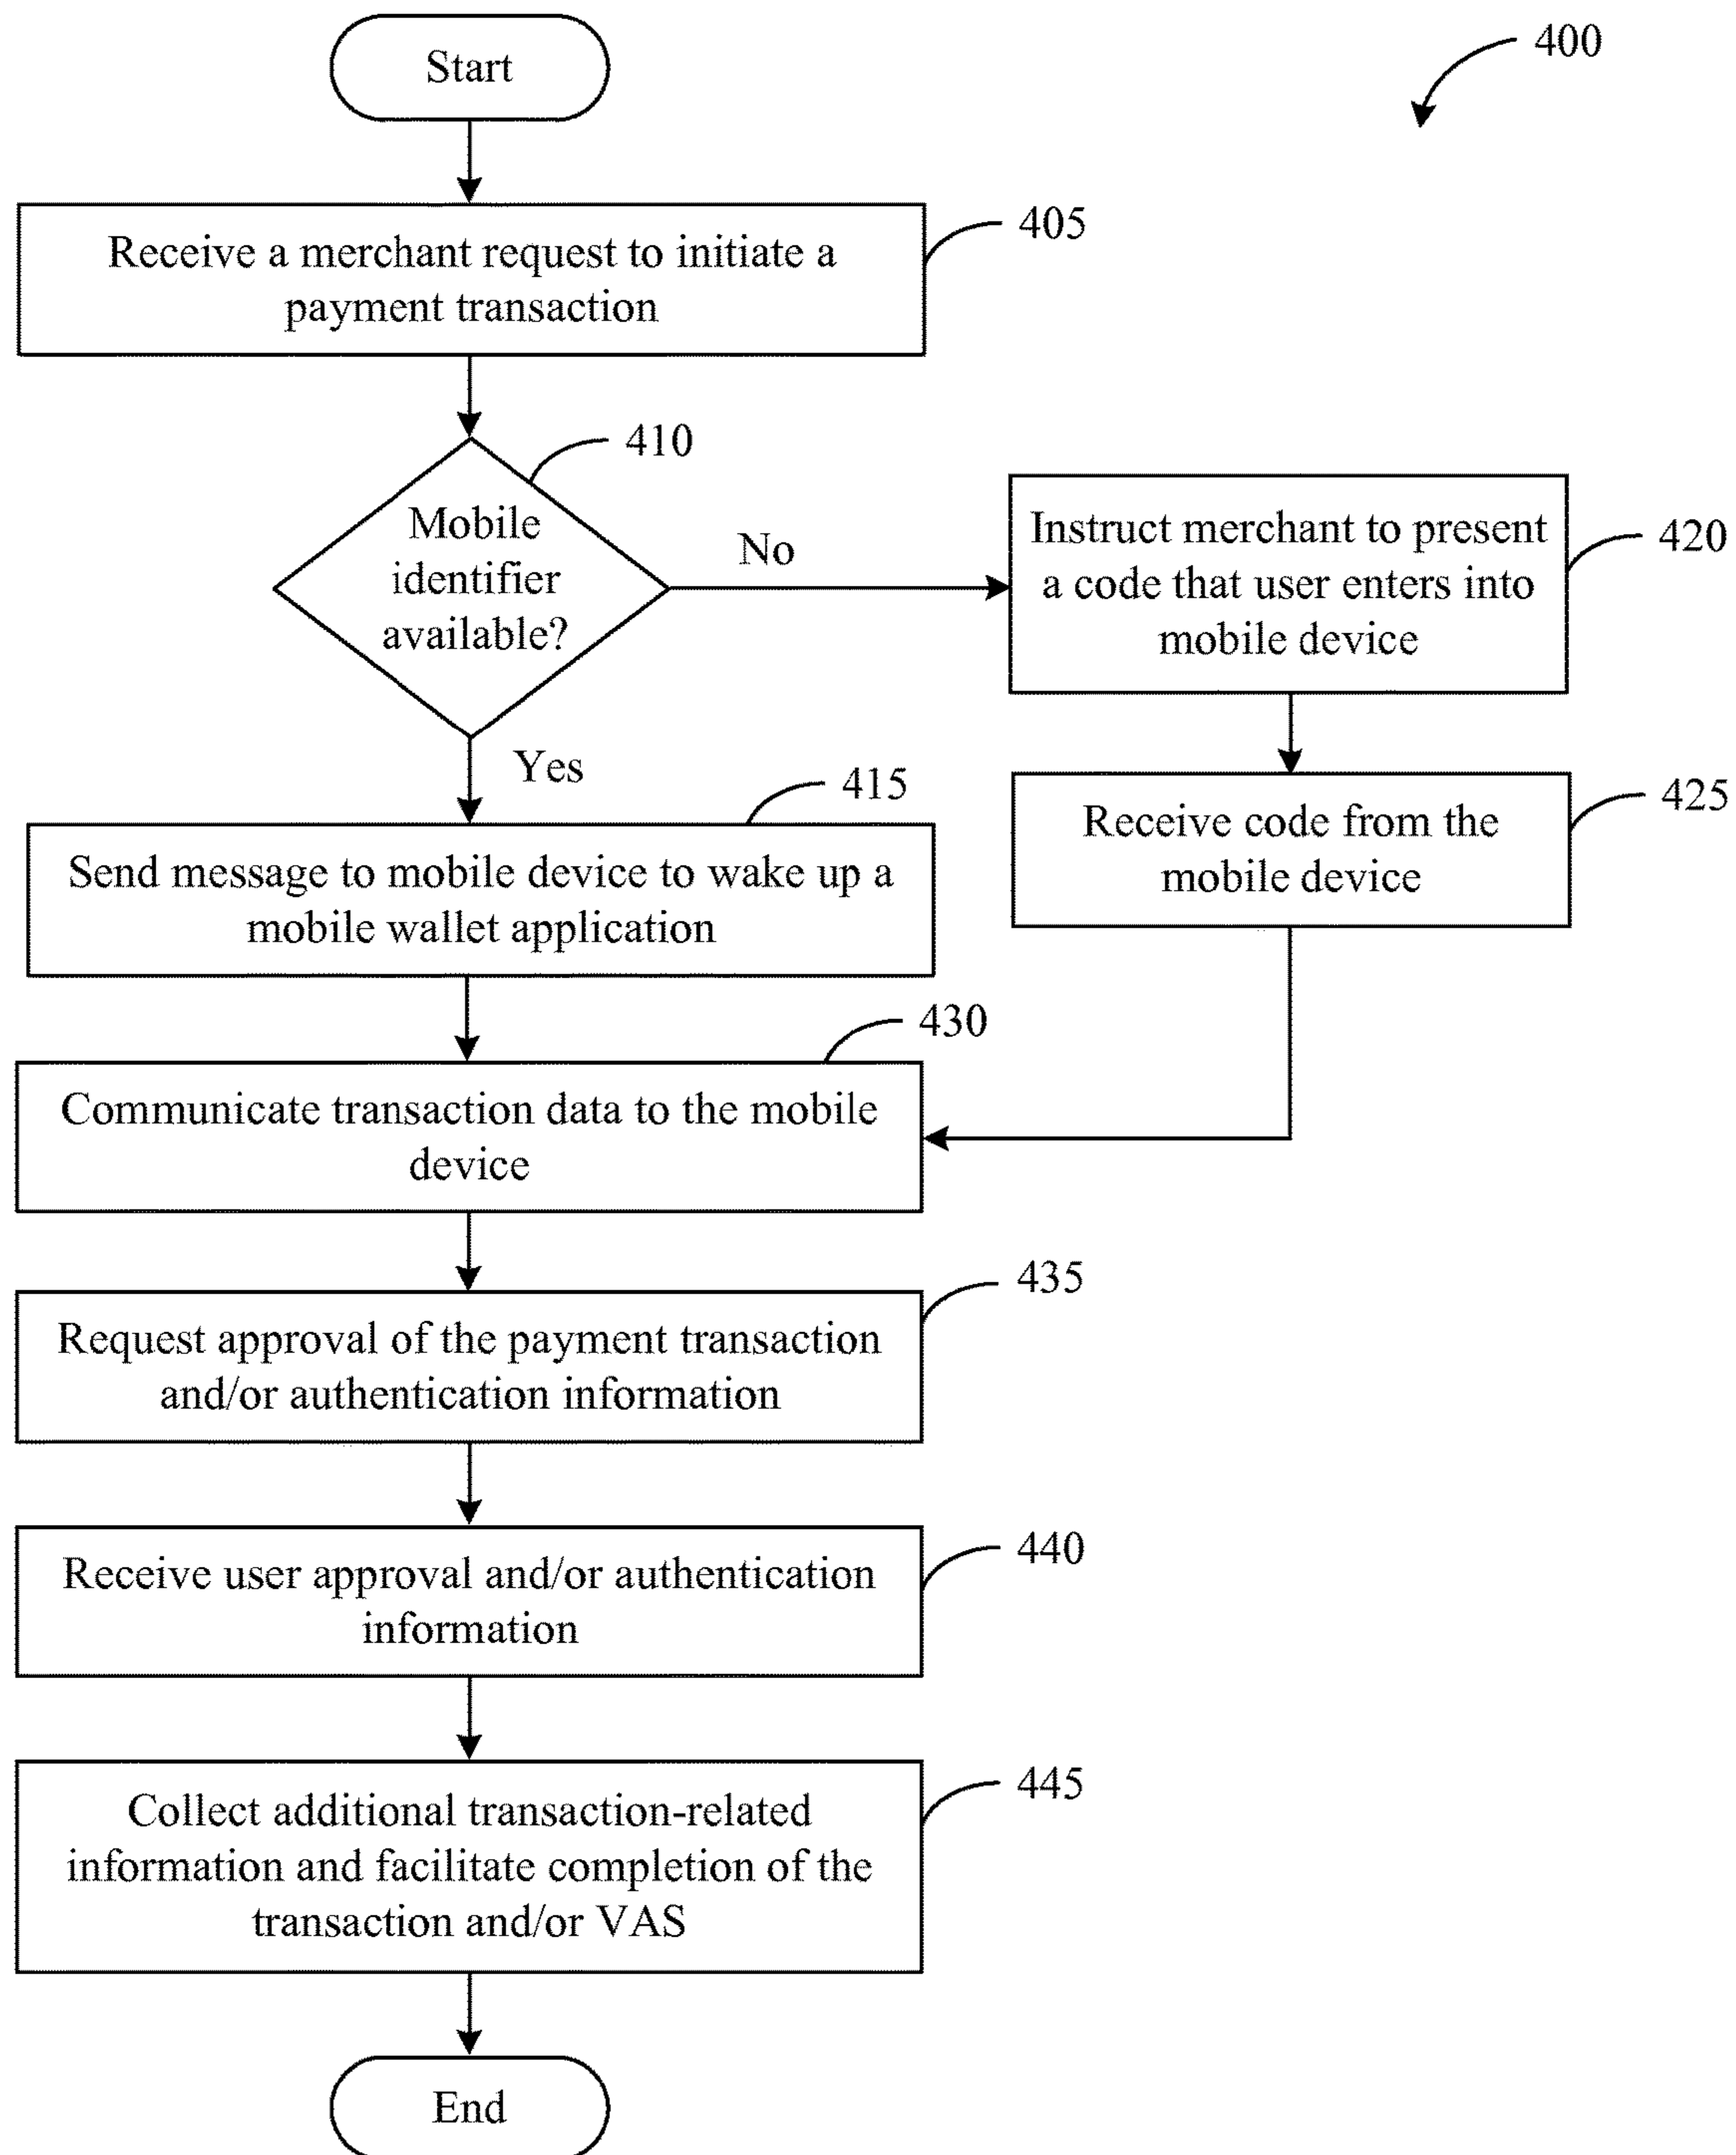 Start
400
Receive a merchant request to initiate a
payment transaction
405
410
Mobile
identifier
available?
No
Yes
Instruct merchant to present
a code that user enters into
mobile device
420
415
Send message to mobile device to wake up a
mobile wallet application
Receive code from the
mobile device
425
430
Communicate transaction data to the mobile
device
435
Request approval of the payment transaction
and/or authentication information
440
Receive user approval and/or authentication
information
445
Collect additional transaction-related
information and facilitate completion of the
transaction and/or VAS
End